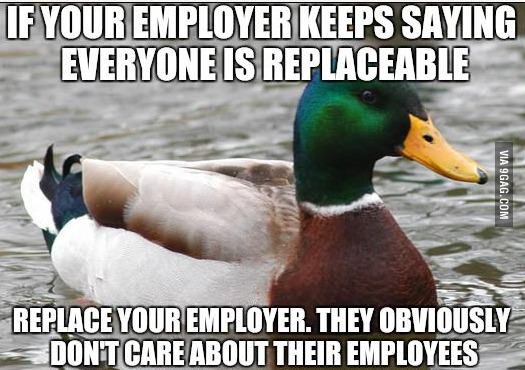 IF YOUR EMPLOYER KEEPS SAYING
EVERYONE IS REPLACEABLE
VIA 9GAG.COM
REPLACE YOUR EMPLOYER. THEY OBVIOUSLY
DON'T CARE ABOUT THEIR EMPLOYEES